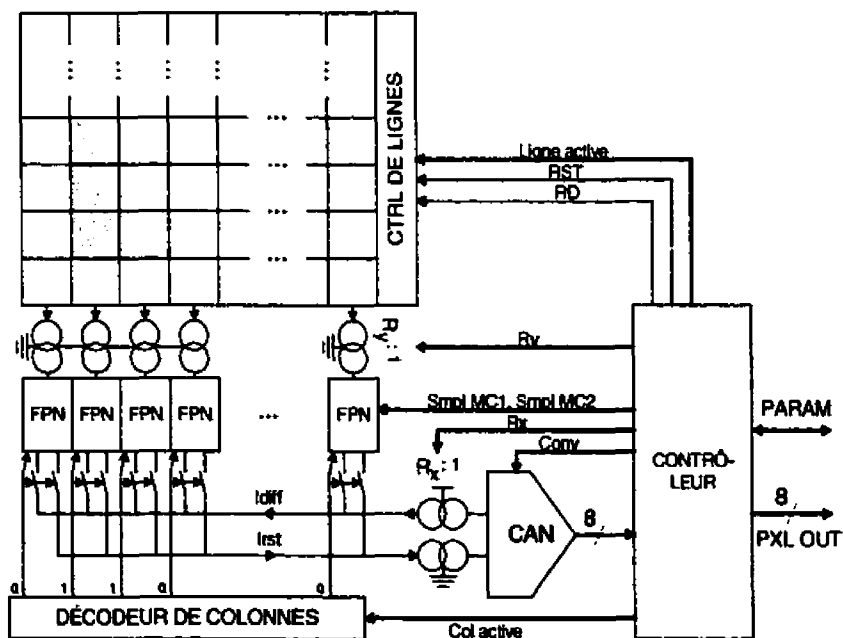 CTRL DE LIGNES
Ligne active
RST
RD
Ry : 1
Ry
FPN FPN FPN FPN ... FPN
Smpl MC1, Smpl MC2
Rx
Rx : 1
Conv
PARAM
CONTRÔ-
LEUR
Idiff
CAN
8
8
PXL OUT
Irst
0 1 1 0 0
DÉCODEUR DE COLONNES
Col active